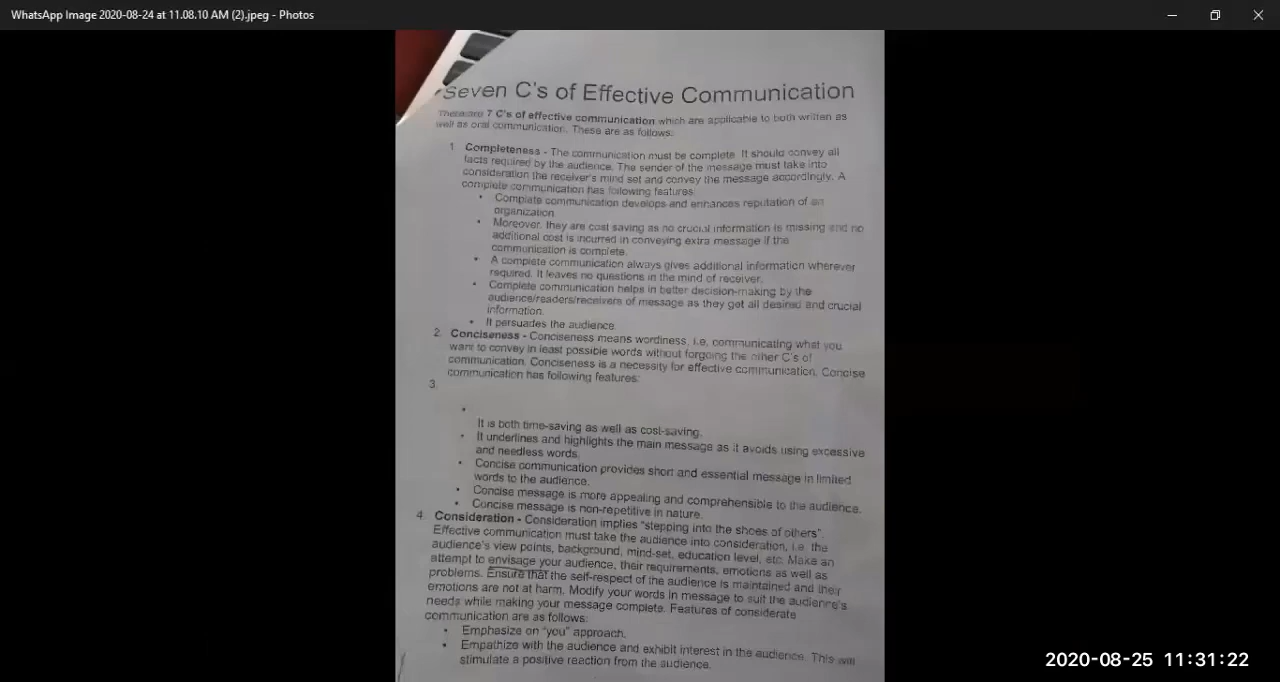 WhatsApp Image 2020-08-24 at 11.08.10 AM (2).jpeg - Photos
Seven C's of Effective Communication
There are 7 C's of effective communication which are applicable to both written as
well as oral communication. These are as follows:
1 Completeness - The communication must be complete. It should convey all
facts required by the audience. The sender of the message must take into
consideration the receiver's mind set and convey the message accordingly. A
complete communication has following features:
• Complete communication develops and enhances reputation of an
organization.
• Moreover, they are cost saving as no crucial information is missing and no
additional cost is incurred in conveying extra message if the
communication is complete.
• A complete communication always gives additional information wherever
required. It leaves no questions in the mind of receiver.
• Complete communication helps in better decision-making by the
audience/readers/receivers of message as they get all desired and crucial
information.
• It persuades the audience.
2. Conciseness - Conciseness means wordiness, i.e. communicating what you
want to convey in least possible words without forgoing the other C's of
communication. Conciseness is a necessity for effective communication. Concise
communication has following features:
3.
•
It is both time-saving as well as cost-saving.
• It underlines and highlights the main message as it avoids using excessive
and needless words.
• Concise communication provides short and essential message in limited
words to the audience.
• Concise message is more appealing and comprehensible to the audience.
• Concise message is non-repetitive in nature.
4. Consideration - Consideration implies "stepping into the shoes of others".
Effective communication must take the audience into consideration, i.e. the
audience's view points, background, mind-set, education level, etc. Make an
attempt to envisage your audience, their requirements, emotions as well as
problems. Ensure that the self-respect of the audience is maintained and their
emotions are not at harm. Modify your words in message to suit the audience's
needs while making your message complete. Features of considerate
communication are as follows:
• Emphasize on "you" approach.
• Empathize with the audience and exhibit interest in the audience. This will
stimulate a positive reaction from the audience.
2020-08-25 11:31:22